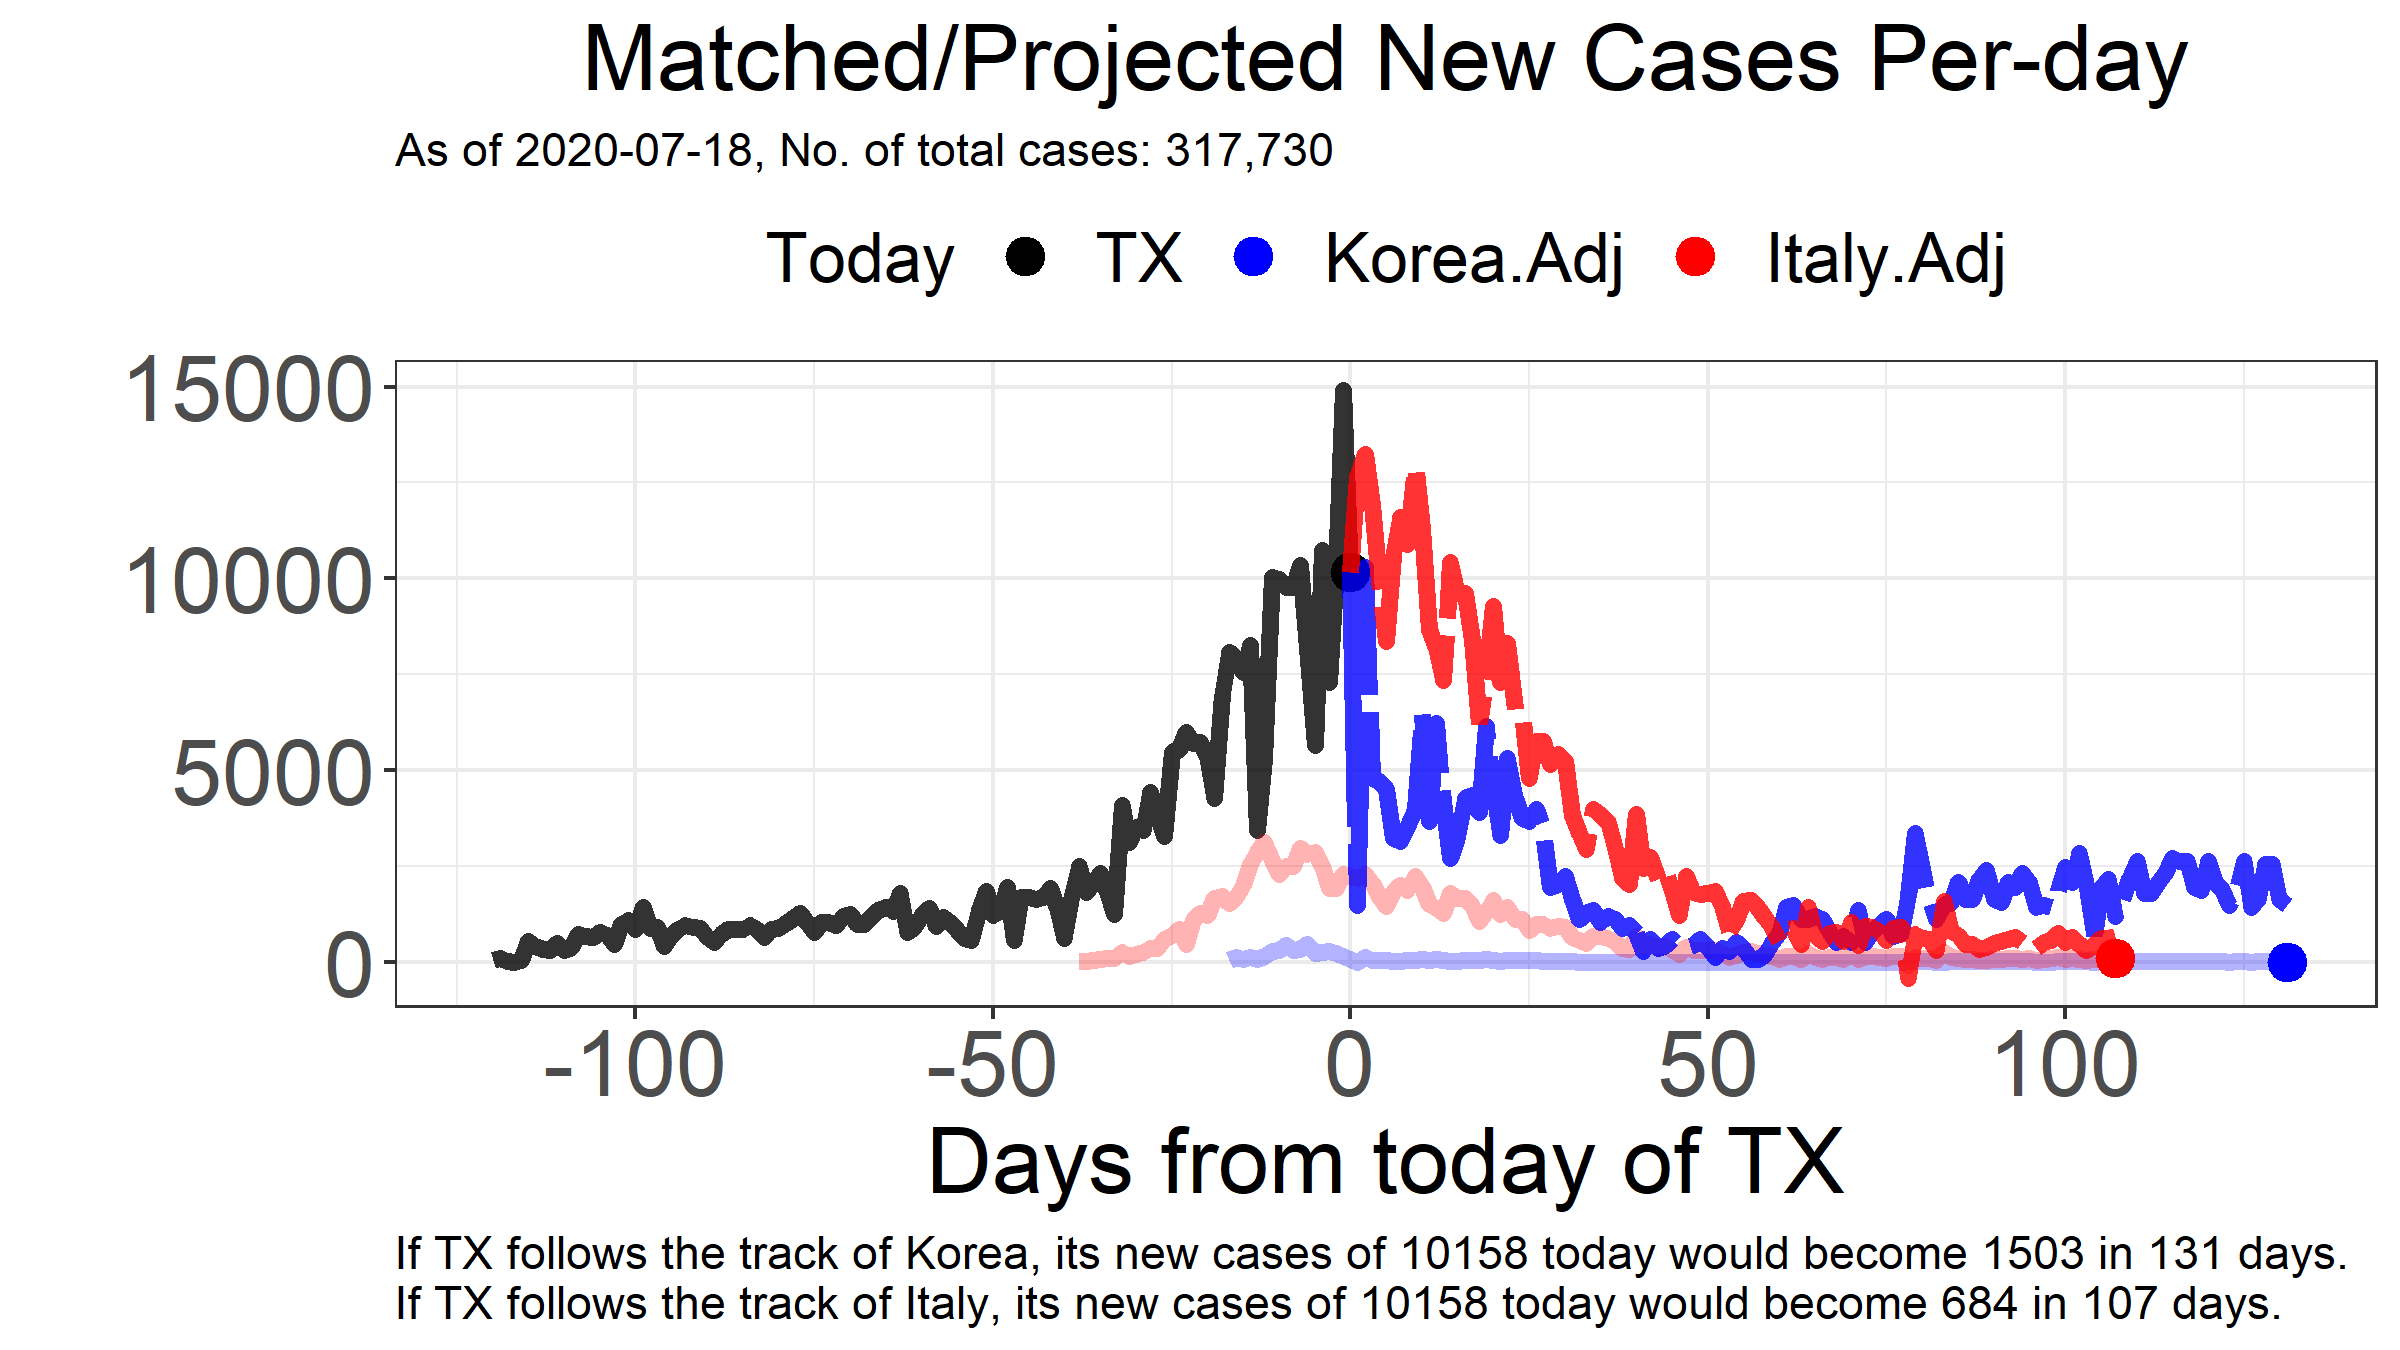 Matched/Projected New Cases Per-day
As of 2020-07-18, No. of total cases: 317,730
Today TX Korea.Adj Italy.Adj
15000
10000
5000
0
-100 -50 0 50 100
Days from today of TX
If TX follows the track of Korea, its new cases of 10158 today would become 1503 in 131 days.
If TX follows the track of Italy, its new cases of 10158 today would become 684 in 107 days.